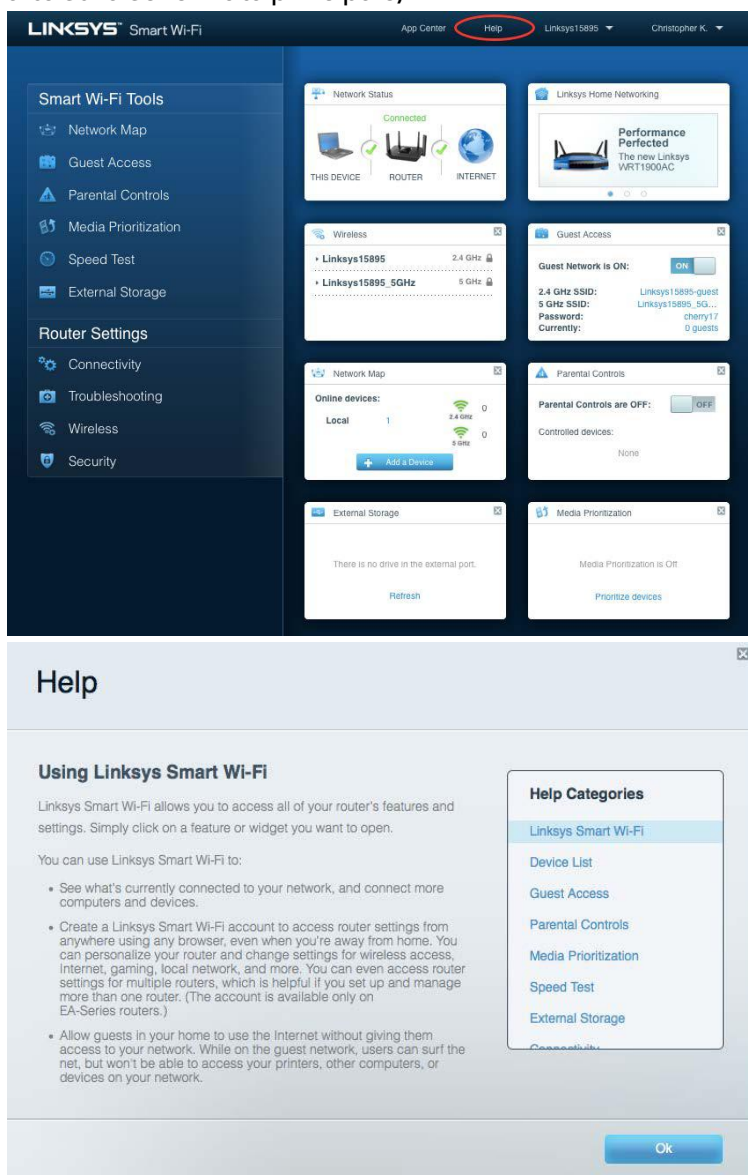 LINKSYS™ Smart Wi-Fi
App Center
Help
Linksys15895
Christopher K.
Smart Wi-Fi Tools
Network Map
Guest Access
Parental Controls
Media Prioritization
Speed Test
External Storage
Router Settings
Connectivity
Troubleshooting
Wireless
Security
Network Status
Connected
THIS DEVICE
ROUTER
INTERNET
Linksys Home Networking
Performance
Perfected
The new Linksys
WRT1900AC
Wireless
Linksys15895 2.4 GHz
Linksys15895_5GHz 5 GHz
Guest Access
Guest Network is ON: ON
2.4 GHz SSID: Linksys15895-guest
5 GHz SSID: Linksys15895_5G...
Password: cherry17
Currently: 0 guests
Network Map
Online devices:
Local 1
0
2.4 GHz
0
5 GHz
Add a Device
Parental Controls
Parental Controls are OFF: OFF
Controlled devices:
None
External Storage
There is no drive in the external port.
Refresh
Media Prioritization
Media Prioritization is Off
Prioritize devices
Help
Using Linksys Smart Wi-Fi
Linksys Smart Wi-Fi allows you to access all of your router's features and
settings. Simply click on a feature or widget you want to open.
You can use Linksys Smart Wi-Fi to:
• See what's currently connected to your network, and connect more
computers and devices.
• Create a Linksys Smart Wi-Fi account to access router settings from
anywhere using any browser, even when you're away from home. You
can personalize your router and change settings for wireless access,
Internet, gaming, local network, and more. You can even access router
settings for multiple routers, which is helpful if you set up and manage
more than one router. (The account is available only on
EA-Series routers.)
• Allow guests in your home to use the Internet without giving them
access to your network. While on the guest network, users can surf the
net, but won't be able to access your printers, other computers, or
devices on your network.
Help Categories
Linksys Smart Wi-Fi
Device List
Guest Access
Parental Controls
Media Prioritization
Speed Test
External Storage
Ok